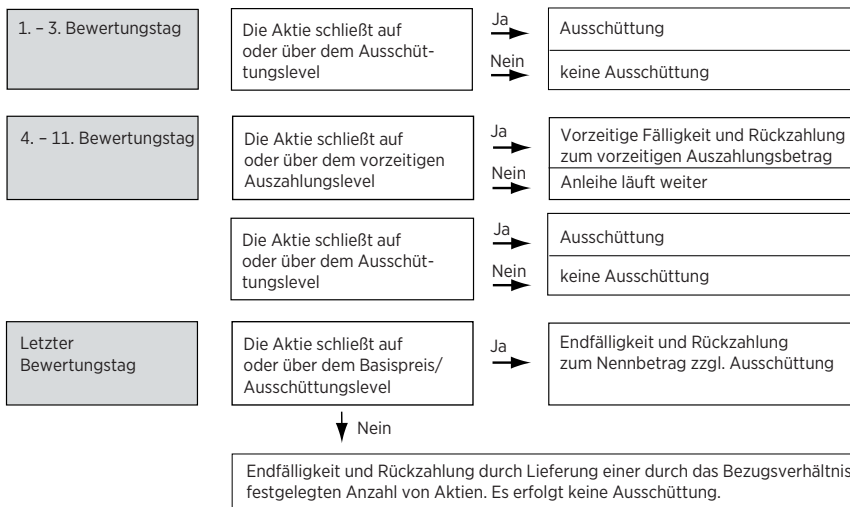 1. – 3. Bewertungstag
Die Aktie schließt auf
oder über dem Ausschüt-
tungslevel
Ja
Ausschüttung
Nein
keine Ausschüttung
4. – 11. Bewertungstag
Die Aktie schließt auf
oder über dem vorzeitigen
Auszahlungslevel
Ja
Vorzeitige Fälligkeit und Rückzahlung
zum vorzeitigen Auszahlungsbetrag
Nein
Anleihe läuft weiter
Die Aktie schließt auf
oder über dem Ausschüt-
tungslevel
Ja
Ausschüttung
Nein
keine Ausschüttung
Letzter
Bewertungstag
Die Aktie schließt auf
oder über dem Basispreis/
Ausschüttungslevel
Ja
Endfälligkeit und Rückzahlung
zum Nennbetrag zzgl. Ausschüttung
Nein
Endfälligkeit und Rückzahlung durch Lieferung einer durch das Bezugsverhältnis
festgelegten Anzahl von Aktien. Es erfolgt keine Ausschüttung.